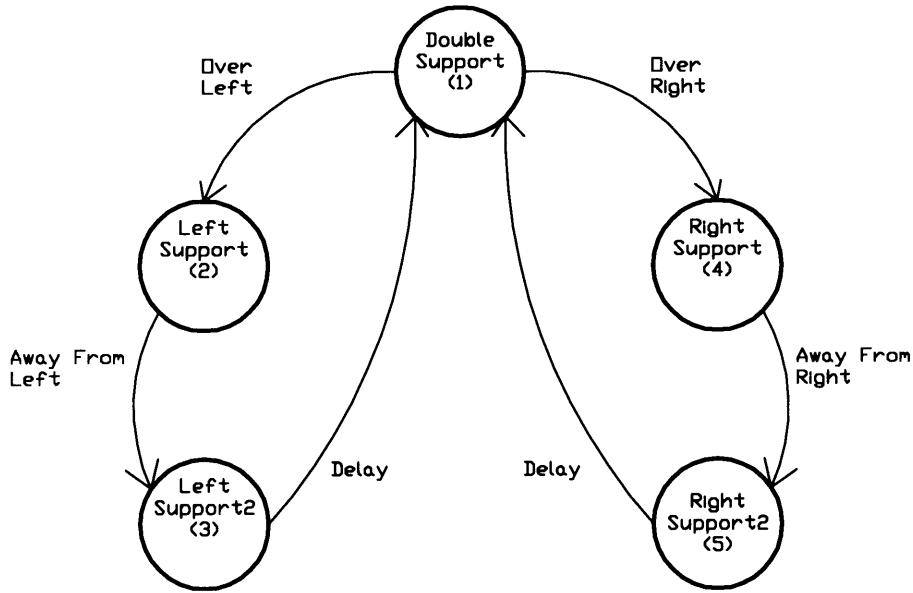 Double
Support
(1)
Over
Left
Over
Right
Left
Support
(2)
Right
Support
(4)
Away From
Left
Away From
Right
Delay
Delay
Left
Support2
(3)
Right
Support2
(5)